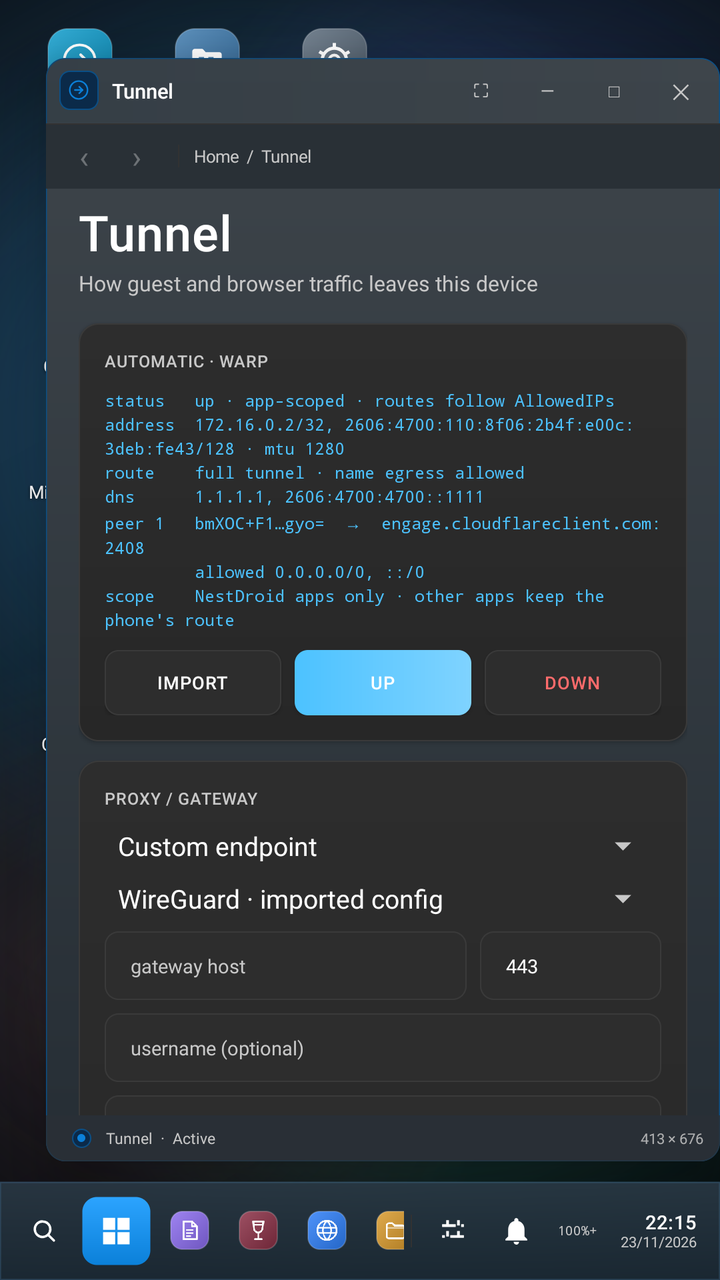 Tunnel
Home / Tunnel
Tunnel
How guest and browser traffic leaves this device
AUTOMATIC · WARP
status up · app-scoped · routes follow AllowedIPs
address 172.16.0.2/32, 2606:4700:110:8f06:2b4f:e00c:
3deb:fe43/128 · mtu 1280
route full tunnel · name egress allowed
dns 1.1.1.1, 2606:4700:4700::1111
peer 1 bmXOC+F1…gyo= → engage.cloudflareclient.com:
2408
allowed 0.0.0.0/0, ::/0
scope NestDroid apps only · other apps keep the
phone's route
IMPORT UP DOWN
PROXY / GATEWAY
Custom endpoint
WireGuard · imported config
gateway host 443
username (optional)
Mi
Tunnel · Active 413 × 676
100%+ 22:15
23/11/2026